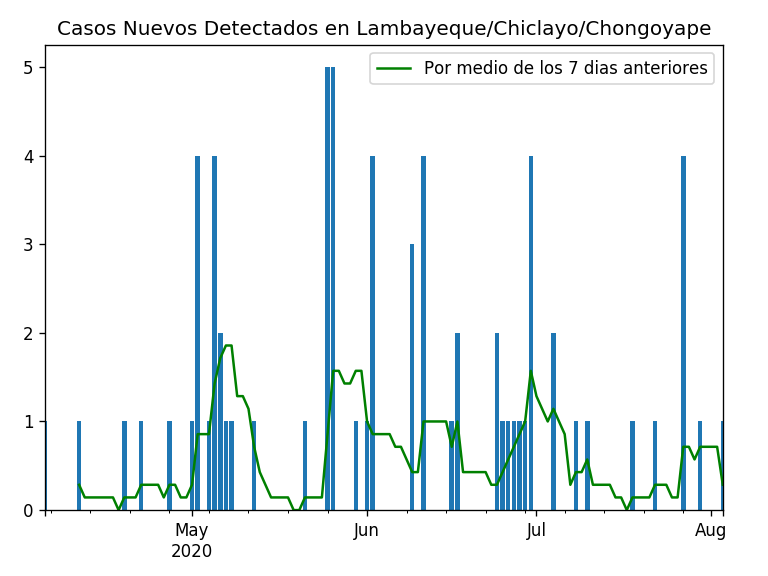 Casos Nuevos Detectados en Lambayeque/Chiclayo/Chongoyape
Por medio de los 7 dias anteriores
5
4
3
2
1
0
May
2020
Jun
Jul
Aug